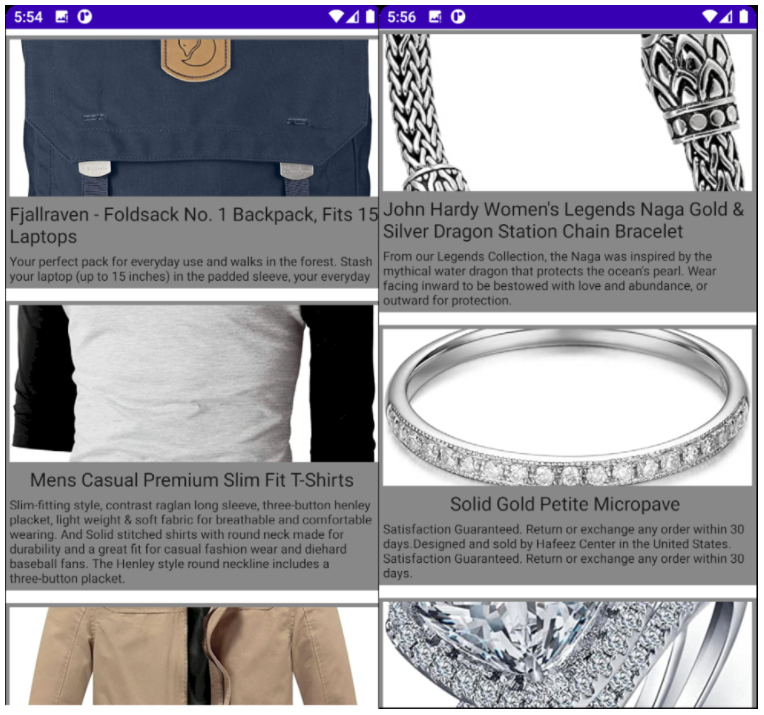 5:54
Fjallraven - Foldsack No. 1 Backpack, Fits 15
Laptops
Your perfect pack for everyday use and walks in the forest. Stash
your laptop (up to 15 inches) in the padded sleeve, your everyday
Mens Casual Premium Slim Fit T-Shirts
Slim-fitting style, contrast raglan long sleeve, three-button henley
placket, light weight & soft fabric for breathable and comfortable
wearing. And Solid stitched shirts with round neck made for
durability and a great fit for casual fashion wear and diehard
baseball fans. The Henley style round neckline includes a
three-button placket.
5:56
John Hardy Women's Legends Naga Gold &
Silver Dragon Station Chain Bracelet
From our Legends Collection, the Naga was inspired by the
mythical water dragon that protects the ocean's pearl. Wear
facing inward to be bestowed with love and abundance, or
outward for protection.
Solid Gold Petite Micropave
Satisfaction Guaranteed. Return or exchange any order within 30
days.Designed and sold by Hafeez Center in the United States.
Satisfaction Guaranteed. Return or exchange any order within 30
days.